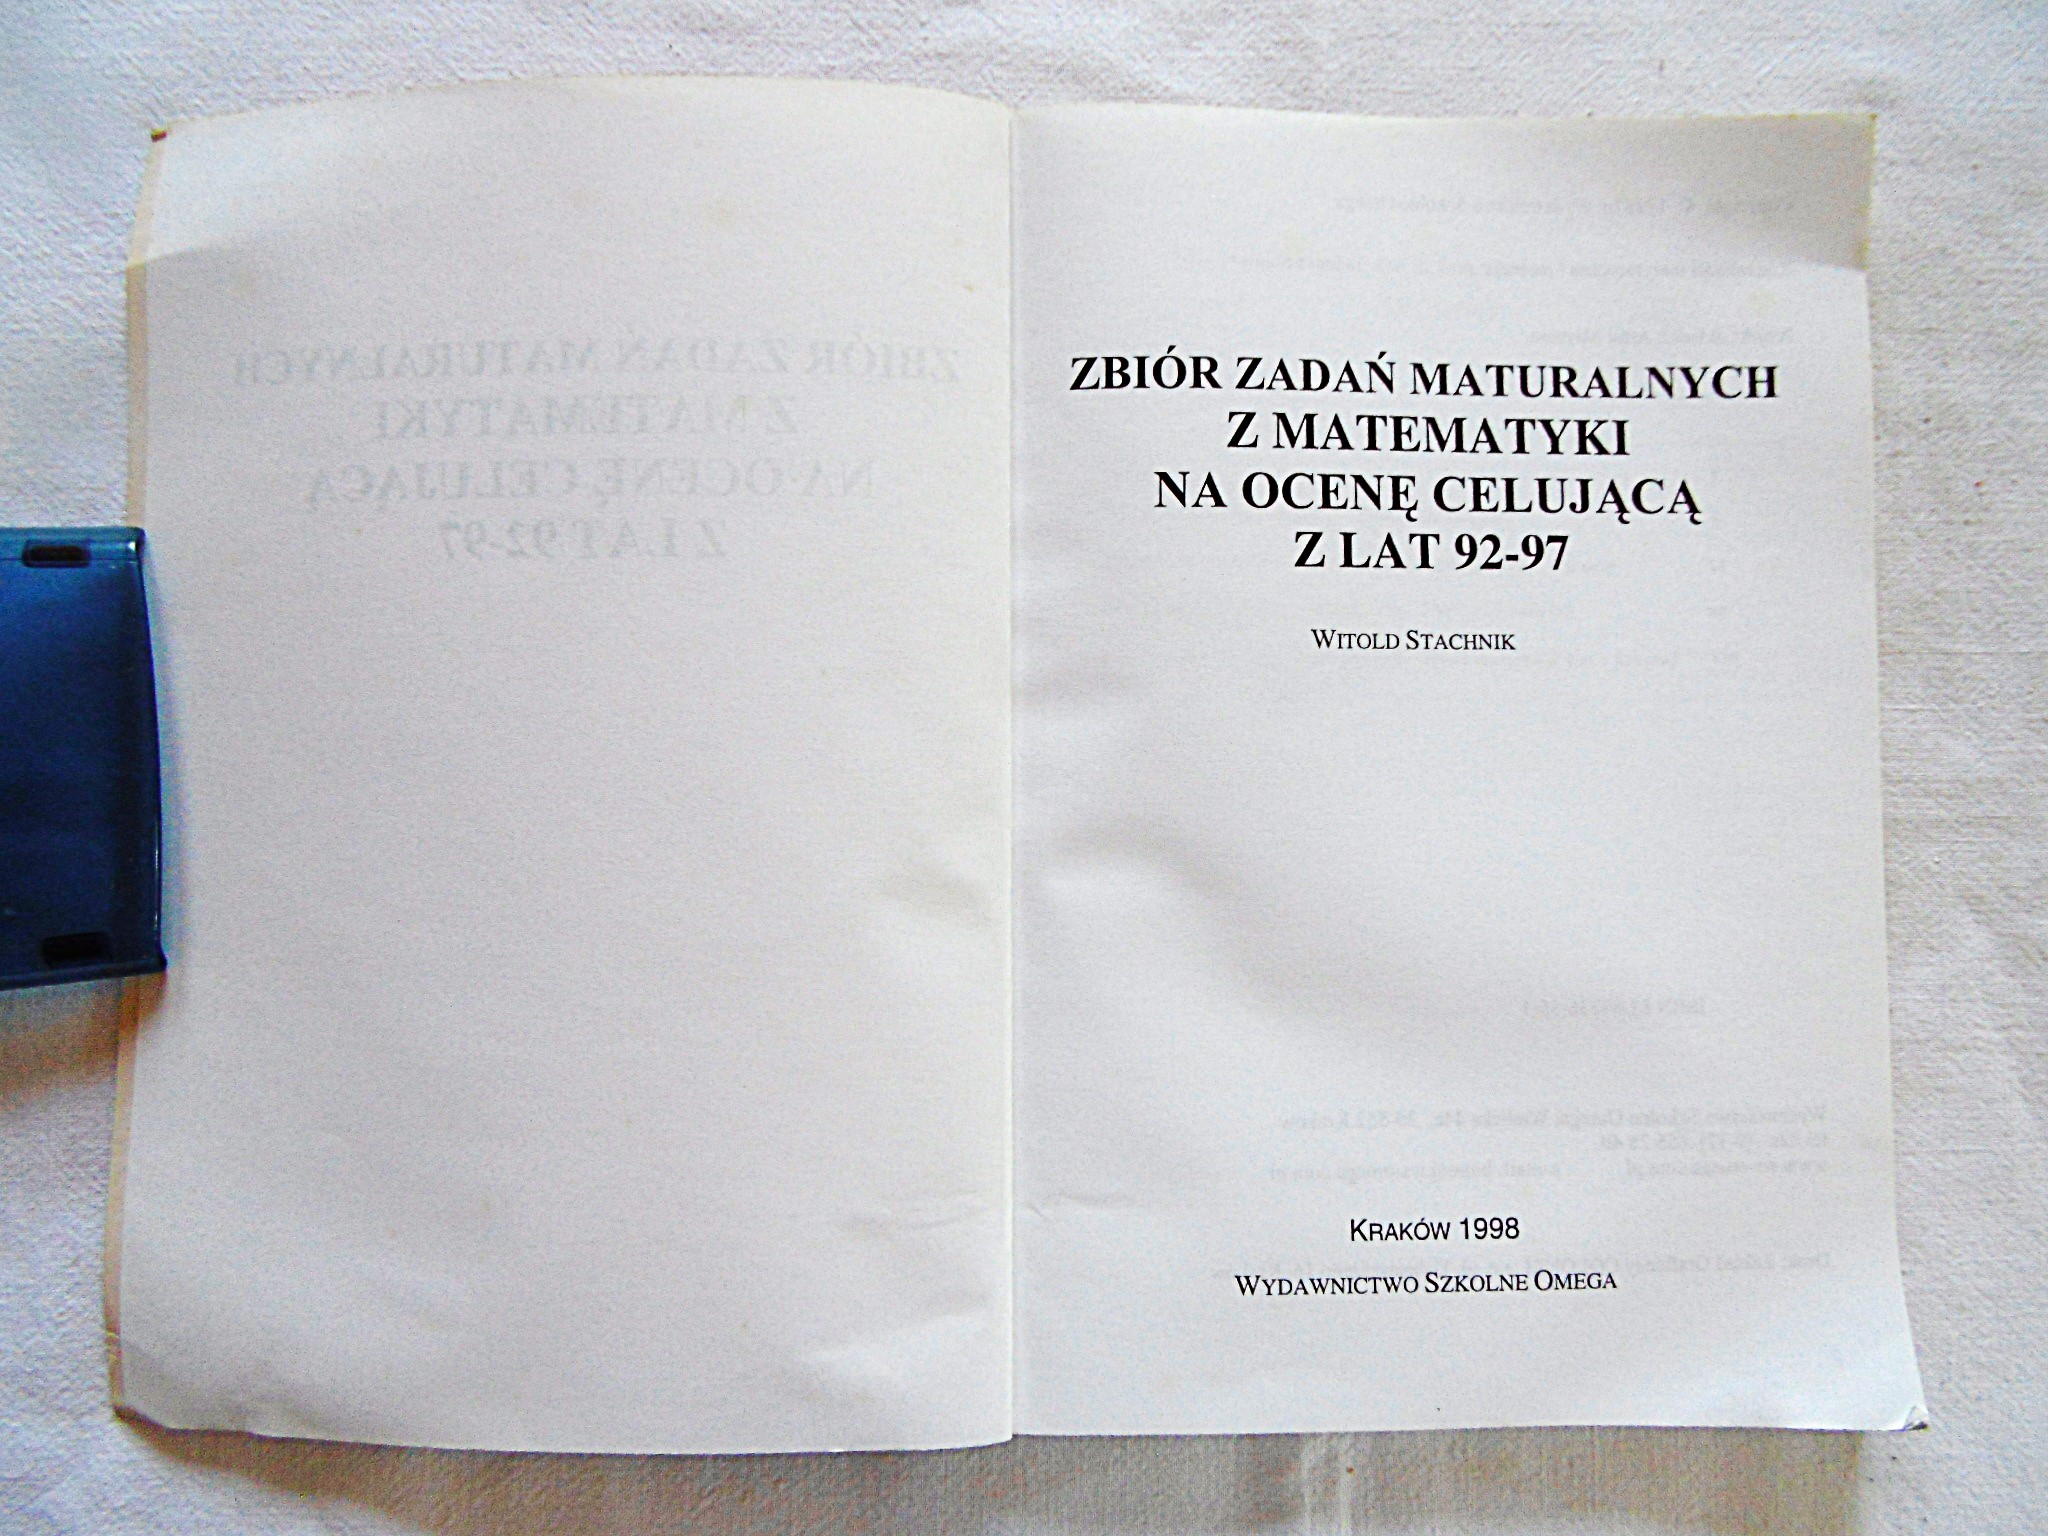 ZBIÓR ZADAŃ MATURALNYCH
Z MATEMATYKI
NA OCENĘ CELUJĄCĄ
Z LAT 92-97
WITOLD STACHNIK
KRAKÓW 1998
WYDAWNICTWO SZKOLNE OMEGA